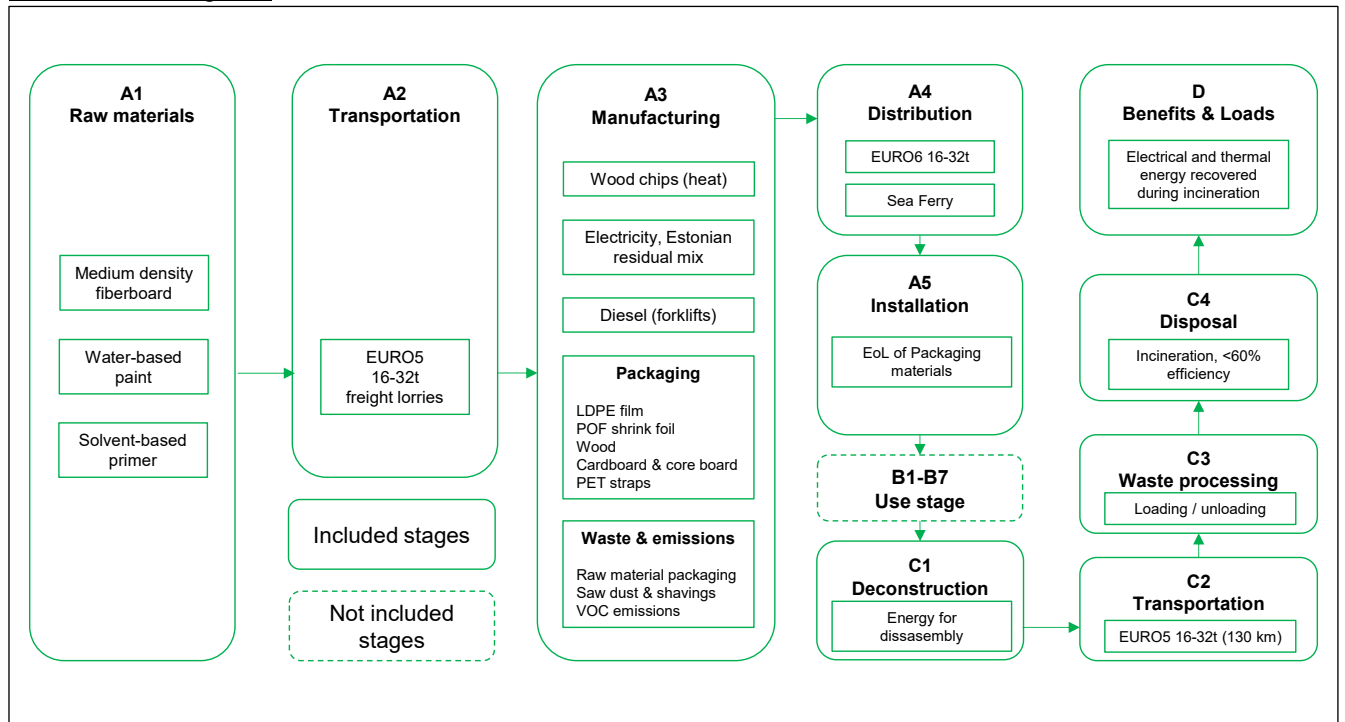 A1
Raw materials
Medium density
fiberboard
Water-based
paint
Solvent-based
primer
A2
Transportation
EURO5
16-32t
freight lorries
Included stages
Not included
stages
A3
Manufacturing
Wood chips (heat)
Electricity, Estonian
residual mix
Diesel (forklifts)
Packaging
LDPE film
POF shrink foil
Wood
Cardboard & core board
PET straps
Waste & emissions
Raw material packaging
Saw dust & shavings
VOC emissions
A4
Distribution
EURO6 16-32t
Sea Ferry
A5
Installation
EoL of Packaging
materials
B1-B7
Use stage
C1
Deconstruction
Energy for
dissasembly
C2
Transportation
EURO5 16-32t (130 km)
C3
Waste processing
Loading / unloading
C4
Disposal
Incineration, <60%
efficiency
D
Benefits & Loads
Electrical and thermal
energy recovered
during incineration